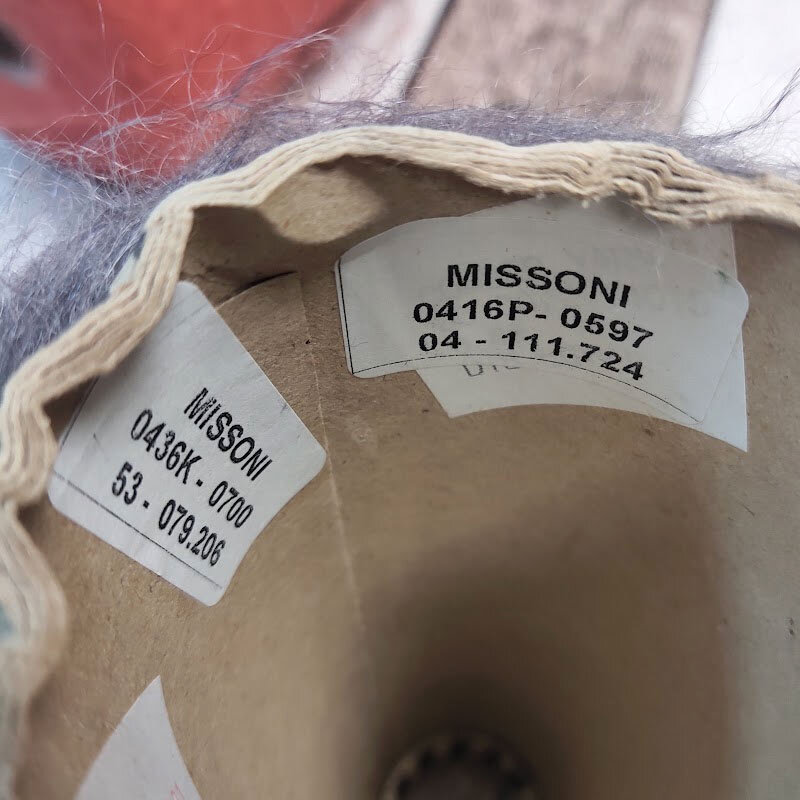 MISSONI
0416P- 0597
04 - 111.724
MISSONI
0436K - 0700
53 - 079.206